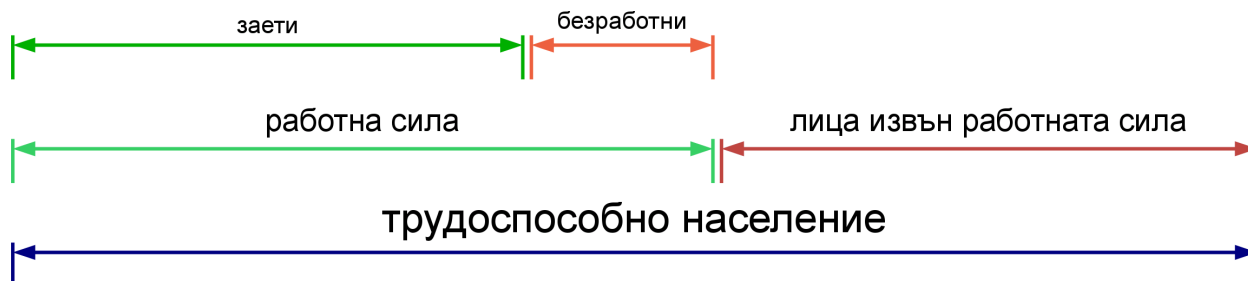 заети
безработни
работна сила
лица извън работната сила
трудоспособно население